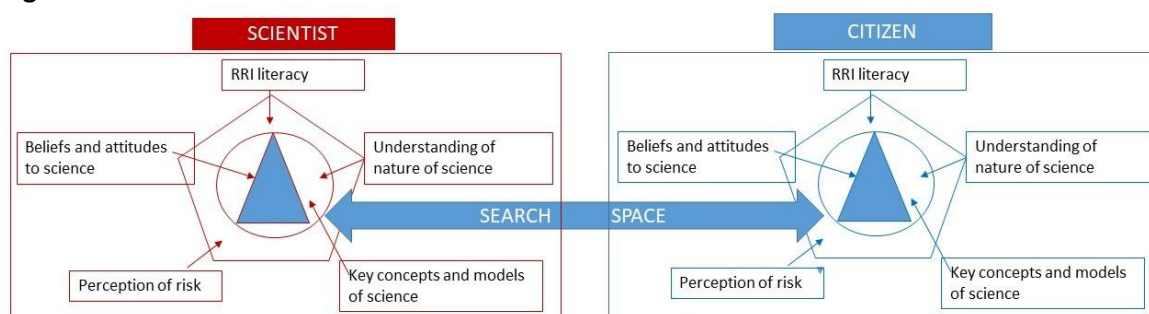 SCIENTIST
CITIZEN
RRI literacy
Beliefs and attitudes
to science
Understanding of
nature of science
Perception of risk
Key concepts and models
of science
SEARCH SPACE
RRI literacy
Beliefs and attitudes
to science
Understanding of
nature of science
Perception of risk
Key concepts and models
of science